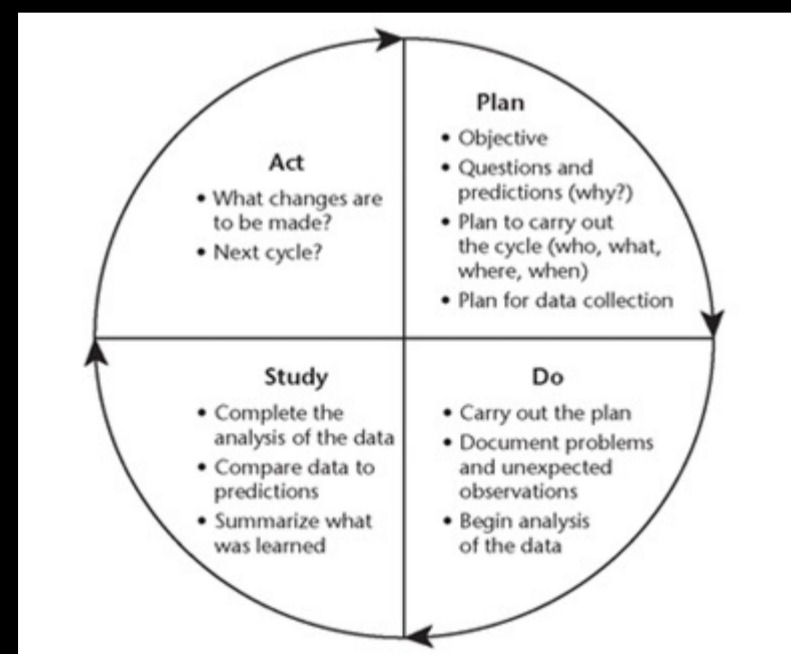 Plan
• Objective
• Questions and
predictions (why?)
• Plan to carry out
the cycle (who, what,
where, when)
• Plan for data collection
Do
• Carry out the plan
• Document problems
and unexpected
observations
• Begin analysis
of the data
Study
• Complete the
analysis of the data
• Compare data to
predictions
• Summarize what
was learned
Act
• What changes are
to be made?
• Next cycle?